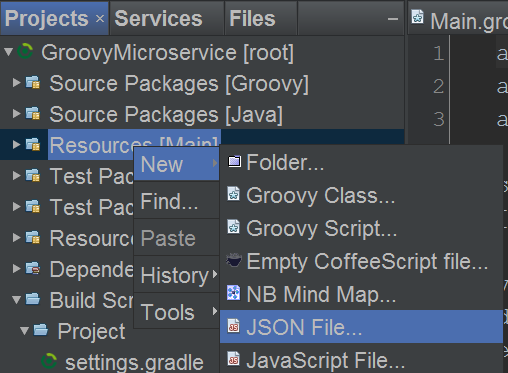 Projects × Services Files
Main.gro
GroovyMicroservice [root]
1 a
Source Packages [Groovy]
2 a
Source Packages [Java]
3 a
Resources [Main]
New
Folder...
Test Pac
Find...
Groovy Class...
Test Pac
Groovy Script...
Resource
Paste
Empty CoffeeScript file...
Depende
History
NB Mind Map...
Build Scr
Tools
JSON File...
Project
JavaScript File...
settings.gradle